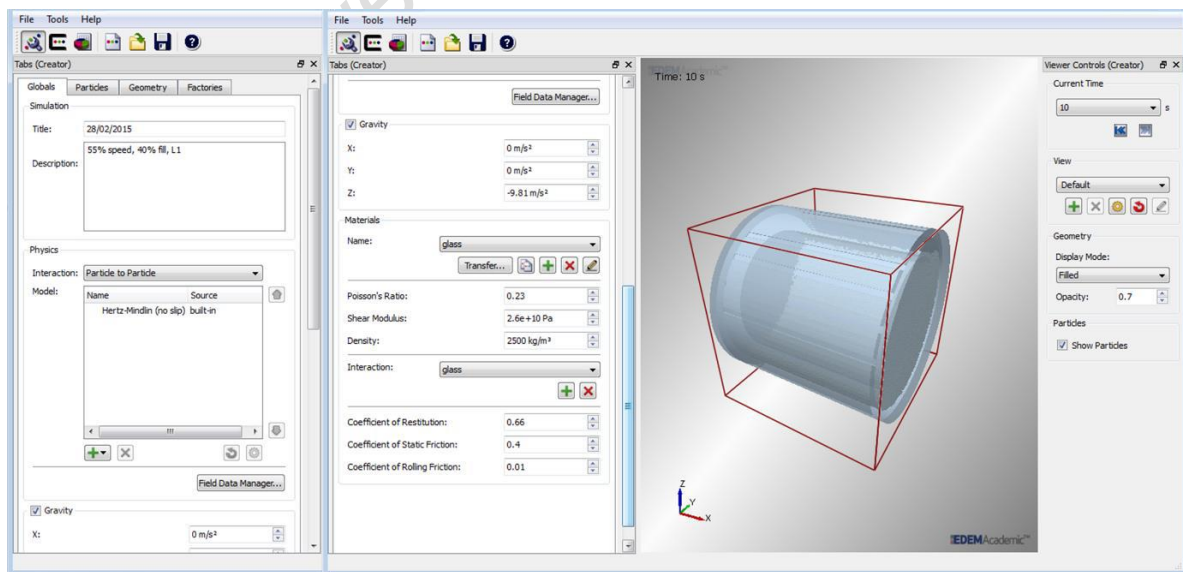 File Tools Help
Tabs (Creator)
Globals Particles Geometry Factories
Simulation
Title: 28/02/2015
Description: 55% speed, 40% fill, L1
Physics
Interaction: Particle to Particle
Model: Name Source
Hertz-Mindlin (no slip) built-in
Field Data Manager...
Gravity
X: 0 m/s²
File Tools Help
Tabs (Creator)
Field Data Manager...
Gravity
X: 0 m/s²
Y: 0 m/s²
Z: -9.81 m/s²
Materials
Name: glass
Transfer...
Poisson's Ratio: 0.23
Shear Modulus: 2.6e+10 Pa
Density: 2500 kg/m³
Interaction: glass
Coefficient of Restitution: 0.66
Coefficient of Static Friction: 0.4
Coefficient of Rolling Friction: 0.01
Time: 10 s
Z
Y
X
EDEMAcademic™
Viewer Controls (Creator)
Current Time
10 s
View
Default
Geometry
Display Mode:
Filled
Opacity: 0.7
Particles
Show Particles